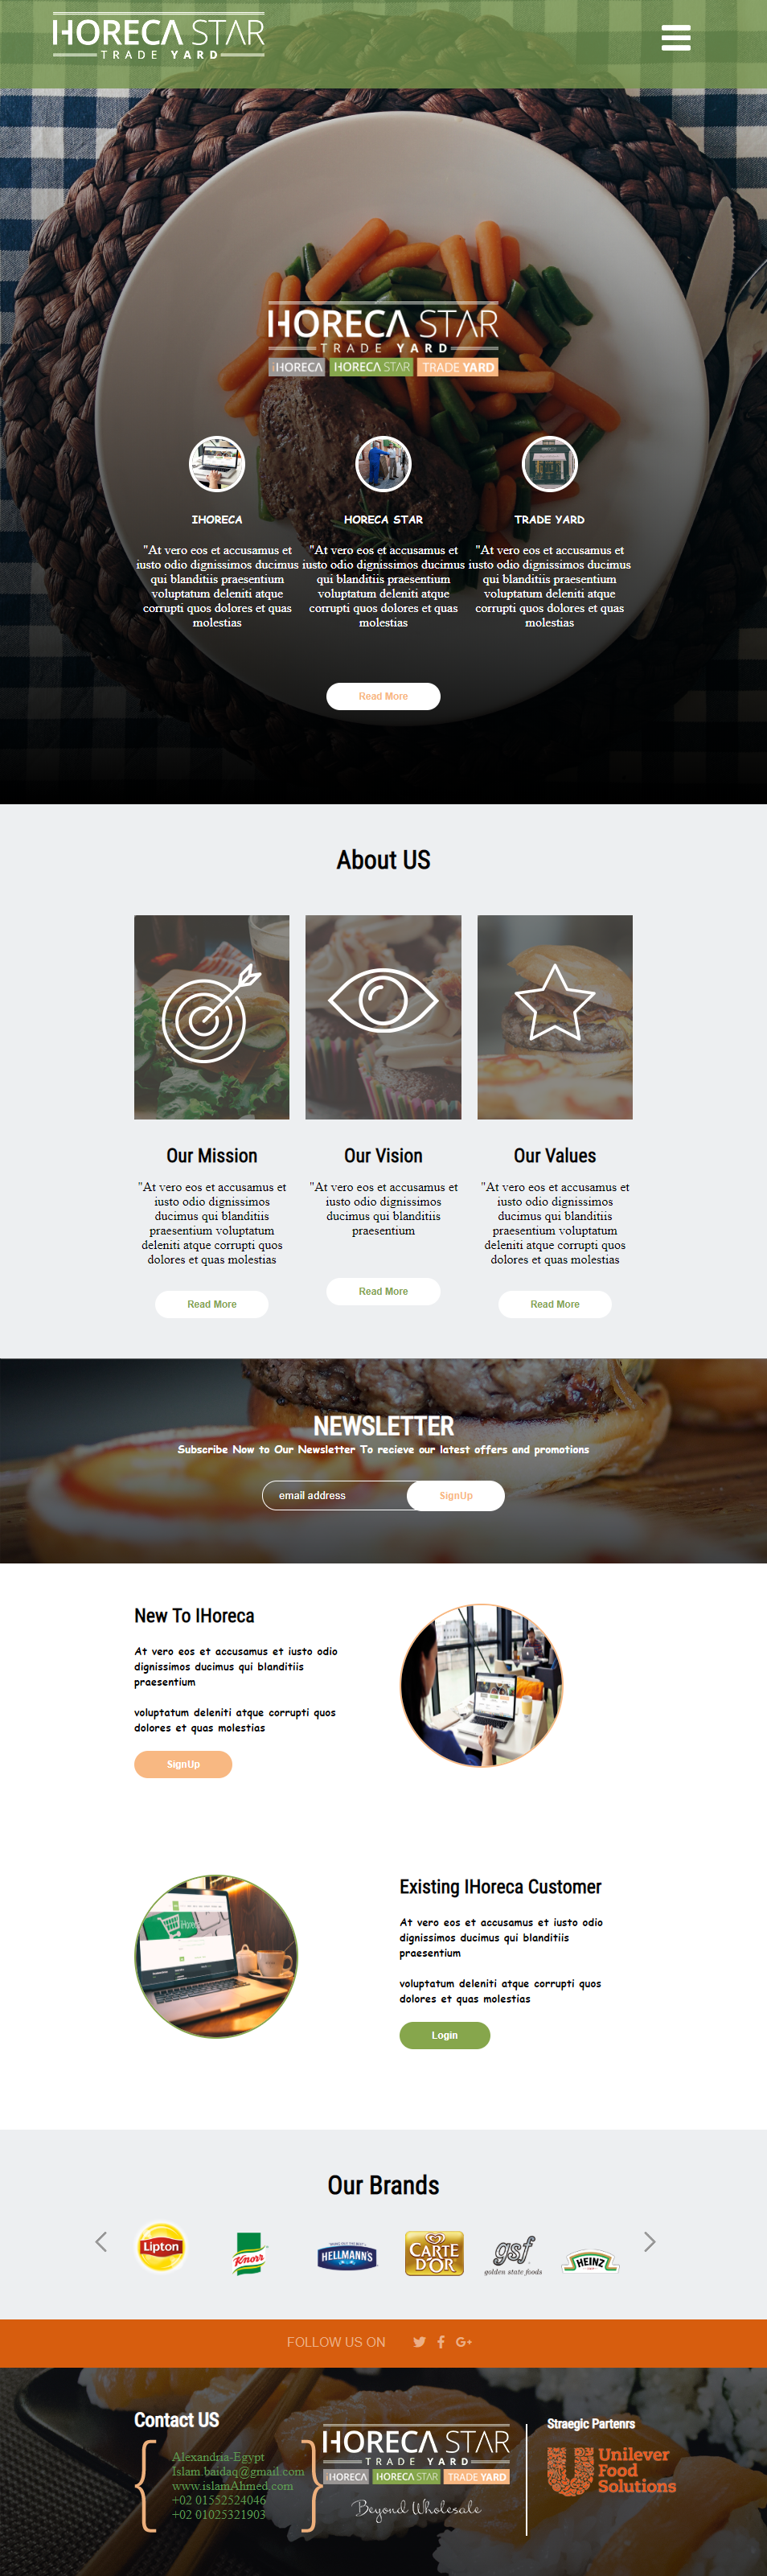 HORECA STAR
TRADE YARD
HORECA STAR
TRADE YARD
IHORECA HORECA STAR TRADE YARD
IHORECA
HORECA STAR
TRADE YARD
"At vero eos et accusamus et
iusto odio dignissimos ducimus
qui blanditiis praesentium
voluptatum deleniti atque
corrupti quos dolores et quas
molestias
"At vero eos et accusamus et
iusto odio dignissimos ducimus
qui blanditiis praesentium
voluptatum deleniti atque
corrupti quos dolores et quas
molestias
"At vero eos et accusamus et
iusto odio dignissimos ducimus
qui blanditiis praesentium
voluptatum deleniti atque
corrupti quos dolores et quas
molestias
Read More
About US
Our Mission
"At vero eos et accusamus et
iusto odio dignissimos
ducimus qui blanditiis
praesentium voluptatum
deleniti atque corrupti quos
dolores et quas molestias
Read More
Our Vision
"At vero eos et accusamus et
iusto odio dignissimos
ducimus qui blanditiis
praesentium
Read More
Our Values
"At vero eos et accusamus et
iusto odio dignissimos
ducimus qui blanditiis
praesentium voluptatum
deleniti atque corrupti quos
dolores et quas molestias
Read More
NEWSLETTER
Subscribe Now to Our Newsletter To recieve our latest offers and promotions
email address
SignUp
New To IHoreca
At vero eos et accusamus et iusto odio
dignissimos ducimus qui blanditiis
praesentium
voluptatum deleniti atque corrupti quos
dolores et quas molestias
SignUp
Existing IHoreca Customer
At vero eos et accusamus et iusto odio
dignissimos ducimus qui blanditiis
praesentium
voluptatum deleniti atque corrupti quos
dolores et quas molestias
Login
Our Brands
Lipton
Knorr
HELLMANN'S
CARTE
D'OR
gsf
golden state foods
HEINZ
FOLLOW US ON
Contact US
Alexandria-Egypt
Islam.baidaq@gmail.com
www.islamAhmed.com
+02 01552524046
+02 01025321903
HORECA STAR
TRADE YARD
IHORECA HORECA STAR TRADE YARD
Beyond Wholesale
Straegic Partenrs
Unilever
Food
Solutions